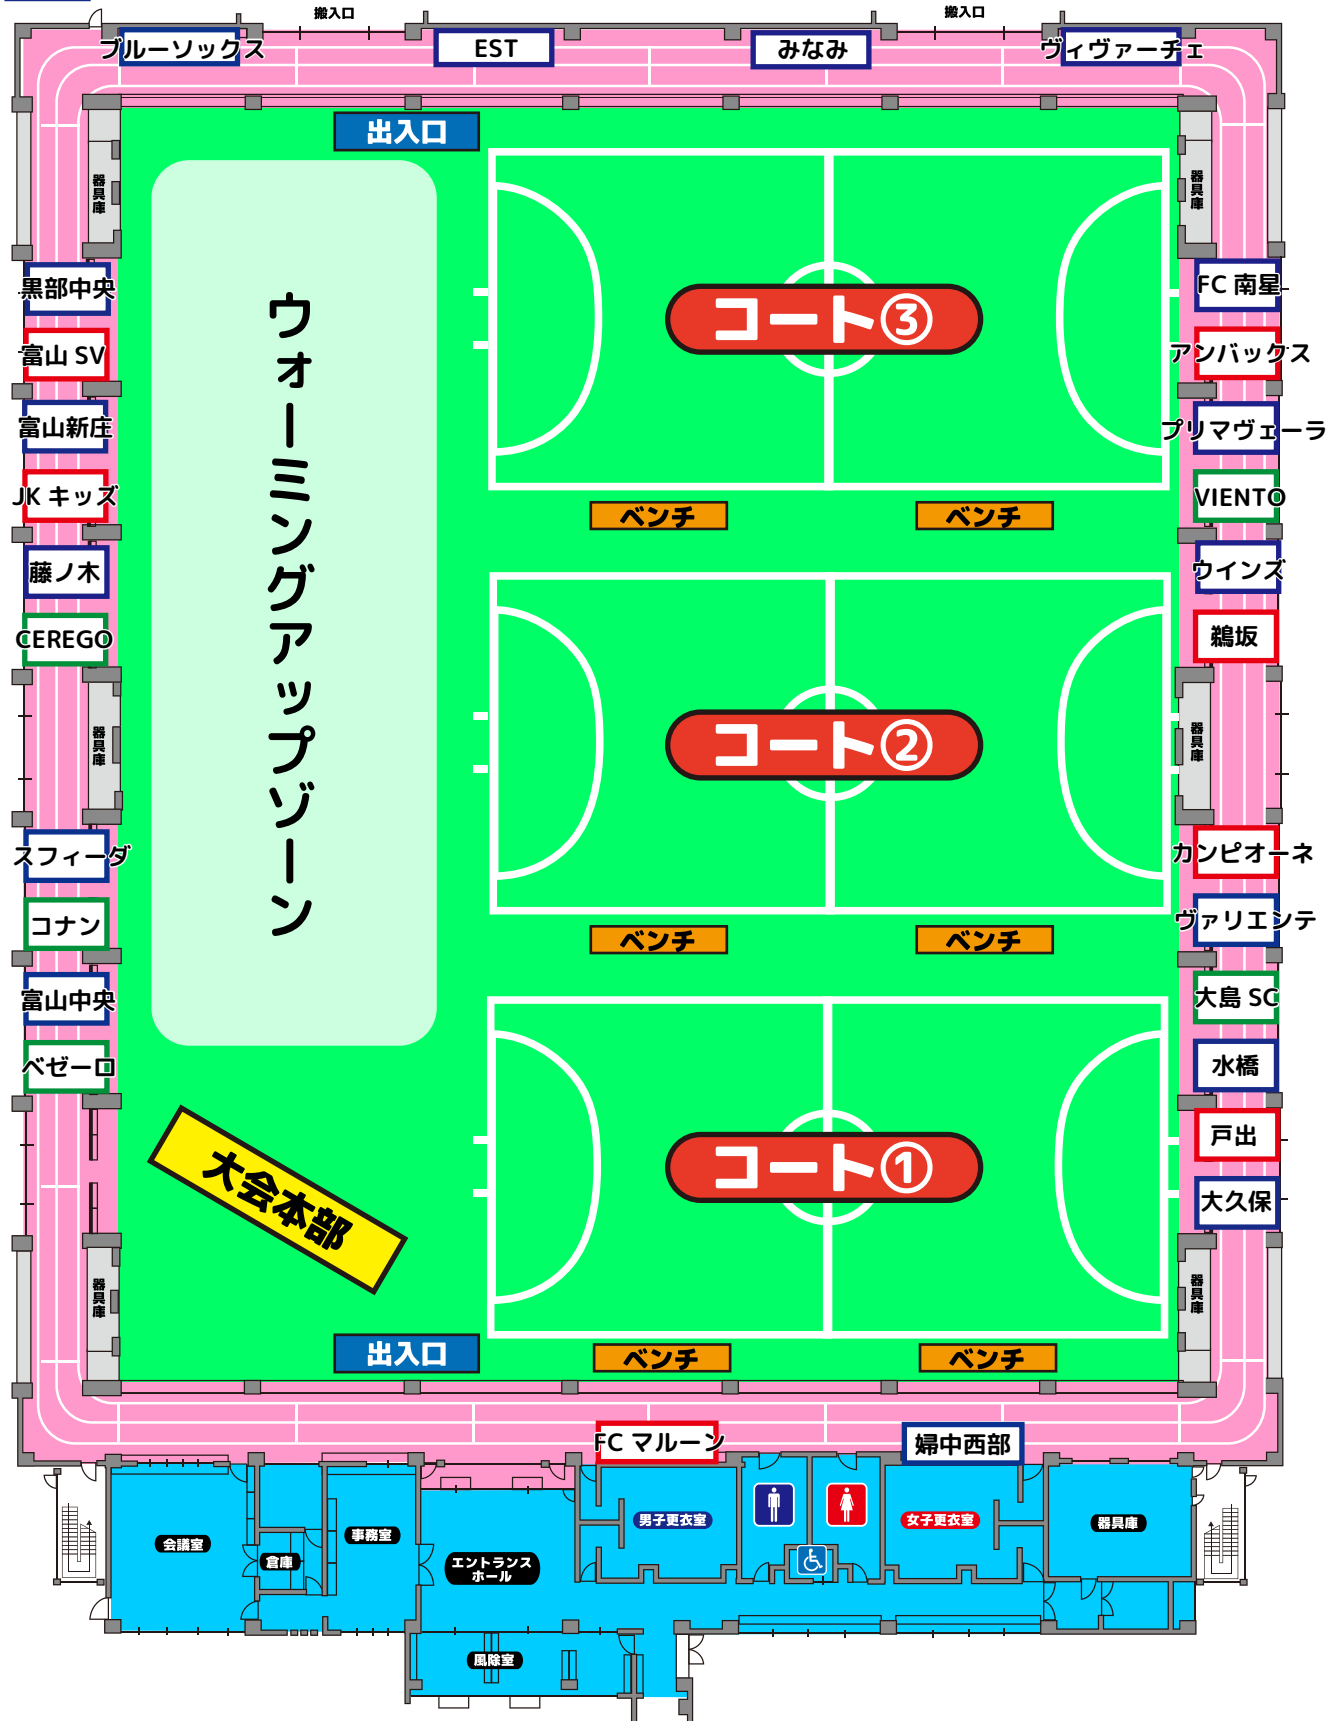 搬入口
搬入口
ブルーソックス
EST
みなみ
ヴィヴァーチェ
出入口
器具庫
器具庫
黒部中央
富山 SV
富山新庄
JK キッズ
藤ノ木
CEREGO
器具庫
スフィーダ
コナン
富山中央
ベゼーロ
器具庫
ウォーミングアップゾーン
コート③
ベンチ
ベンチ
コート②
ベンチ
ベンチ
コート①
ベンチ
ベンチ
大会本部
出入口
FC 南星
アンバックス
プリマヴェーラ
VIENTO
ウインズ
鵜坂
器具庫
カンピオーネ
ヴァリエンテ
大島 SC
水橋
戸出
大久保
器具庫
FC マルーン
婦中西部
会議室
倉庫
事務室
エントランス
ホール
風除室
男子更衣室
女子更衣室
器具庫